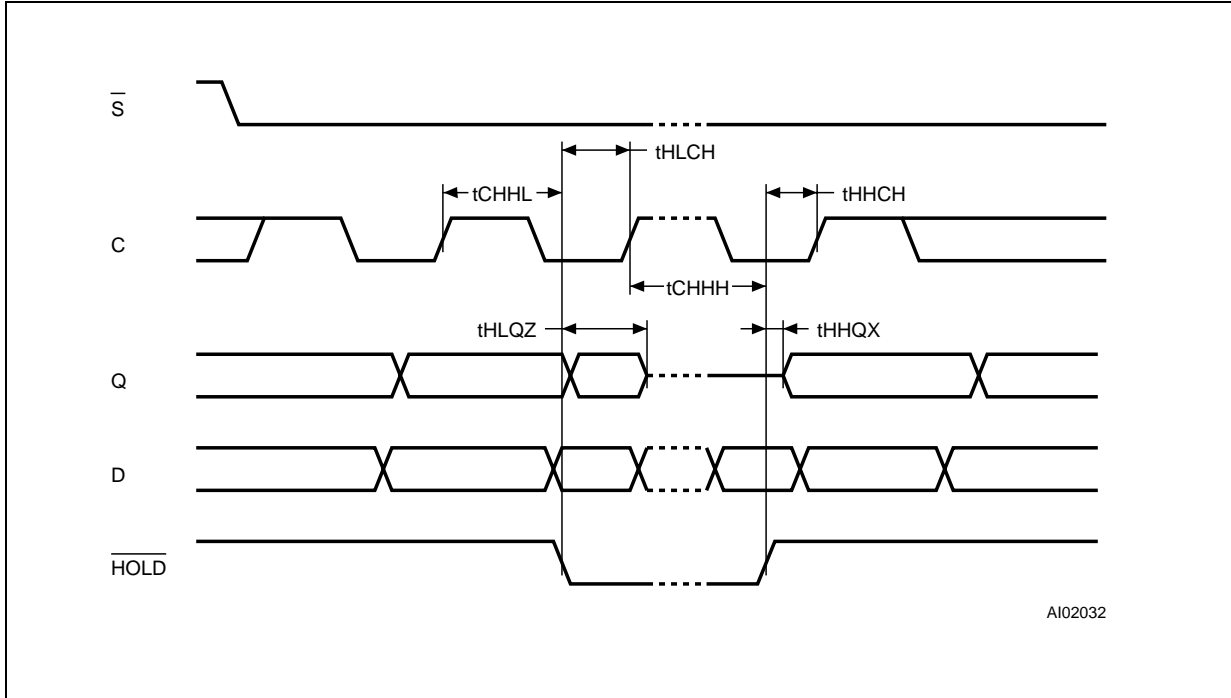 S
tHLCH
tCHHL
tHHCH
C
tCHHH
tHLQZ
tHHQX
Q
D
HOLD
AI02032